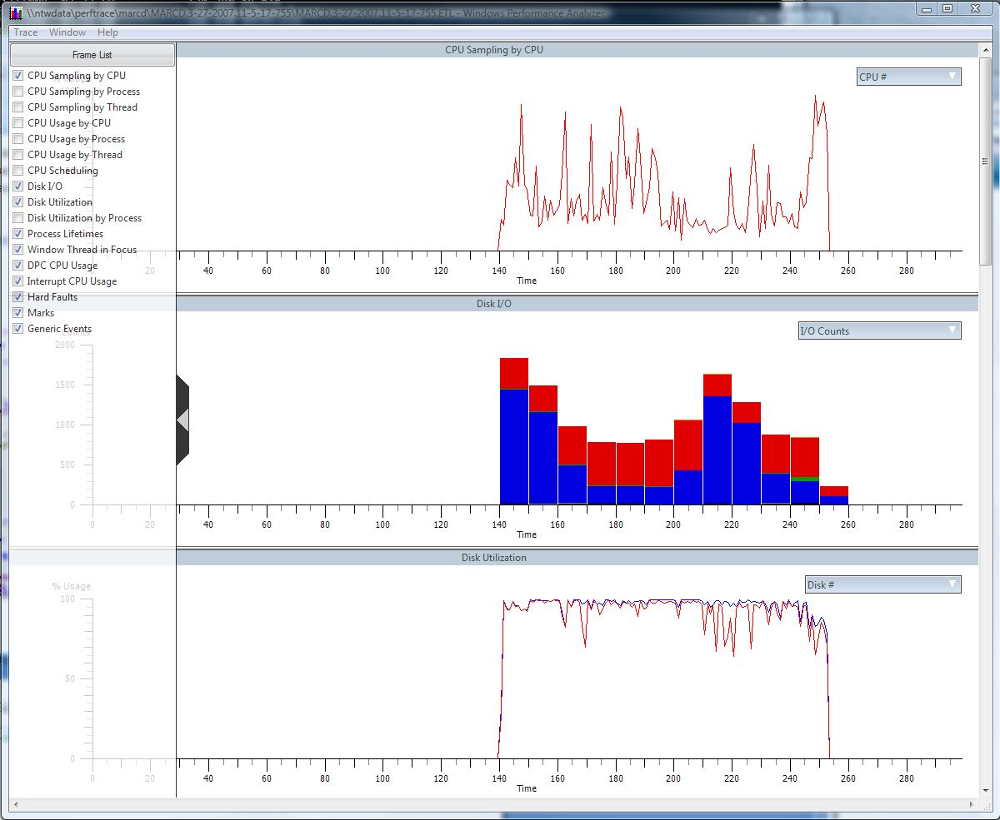 \\ntwdata\perftrace\marcd\MARCD.3-27-2007.11-5-17-755\MARCD.3-27-2007.11-5-17-755.ETL - Windows Performance Analyzer
Trace Window Help
Frame List
CPU Sampling by CPU
CPU Sampling by Process
CPU Sampling by Thread
CPU Usage by CPU
CPU Usage by Process
CPU Usage by Thread
CPU Scheduling
Disk I/O
Disk Utilization
Disk Utilization by Process
Process Lifetimes
Window Thread in Focus
DPC CPU Usage
Interrupt CPU Usage
Hard Faults
Marks
Generic Events
CPU Sampling by CPU
CPU #
20 40 60 80 100 120 140 160 180 200 220 240 260 280
Time
Disk I/O
I/O Counts
Counts
2000
1500
1000
500
0
0 20 40 60 80 100 120 140 160 180 200 220 240 260 280
Time
Disk Utilization
Disk #
% Usage
100
50
0
0 20 40 60 80 100 120 140 160 180 200 220 240 260 280
Time